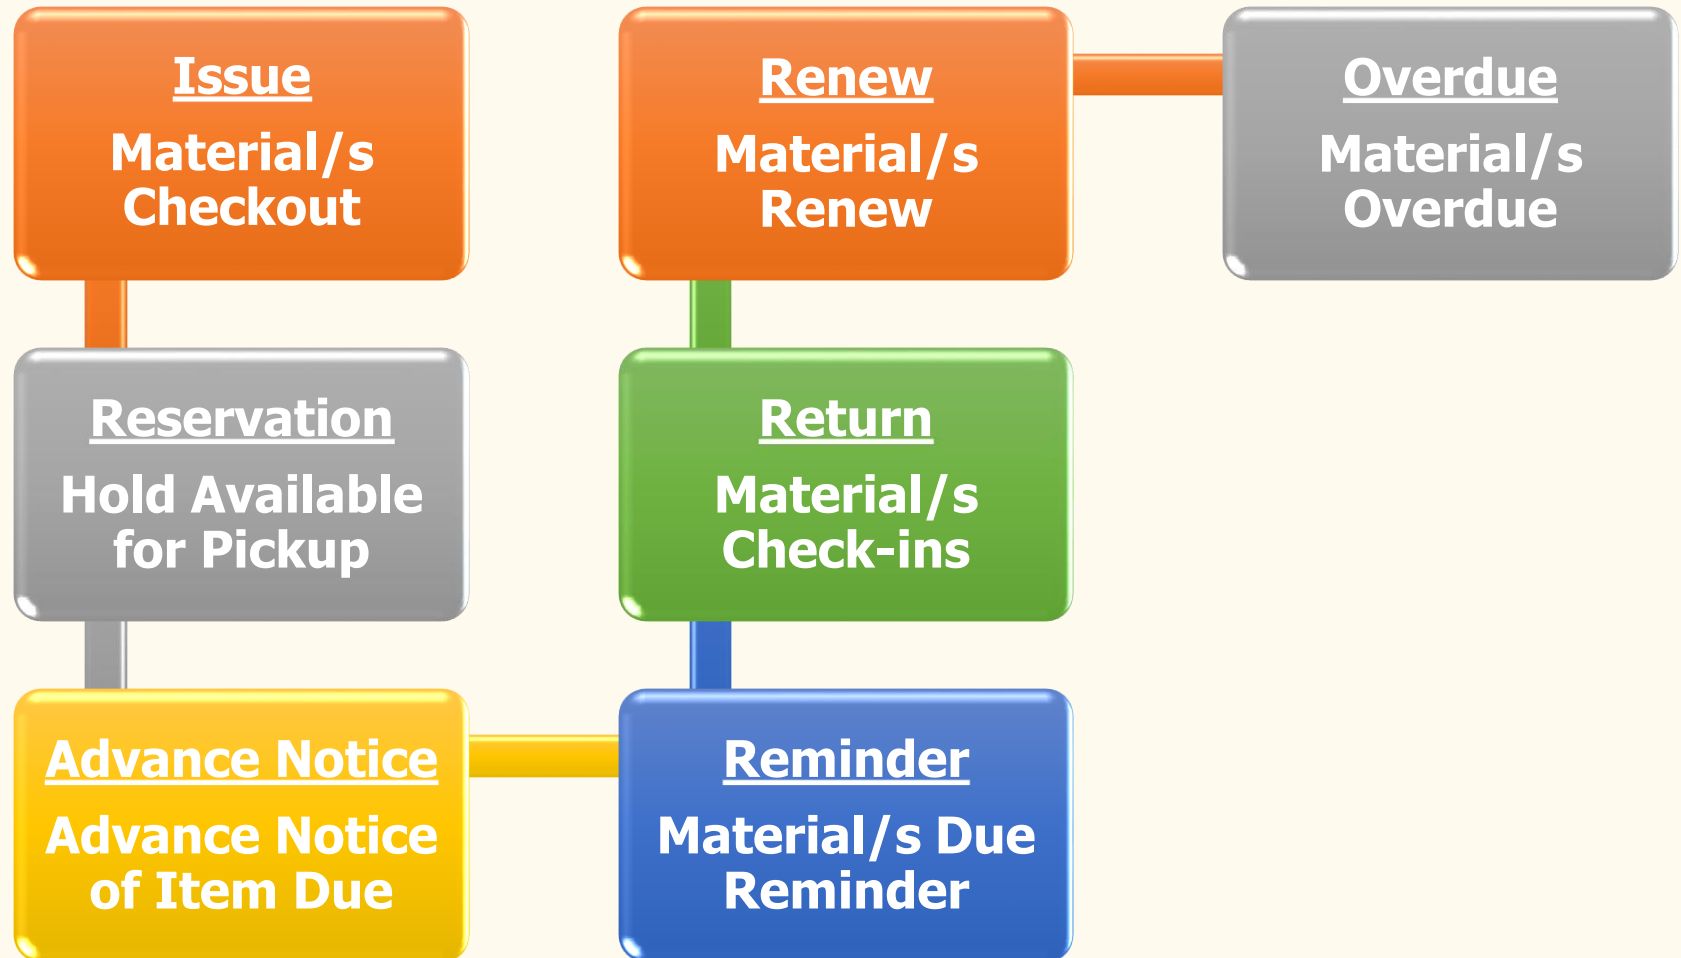 Issue
Material/s
Checkout
Reservation
Hold Available
for Pickup
Advance Notice
Advance Notice
of Item Due
Reminder
Material/s Due
Reminder
Return
Material/s
Check-ins
Renew
Material/s
Renew
Overdue
Material/s
Overdue